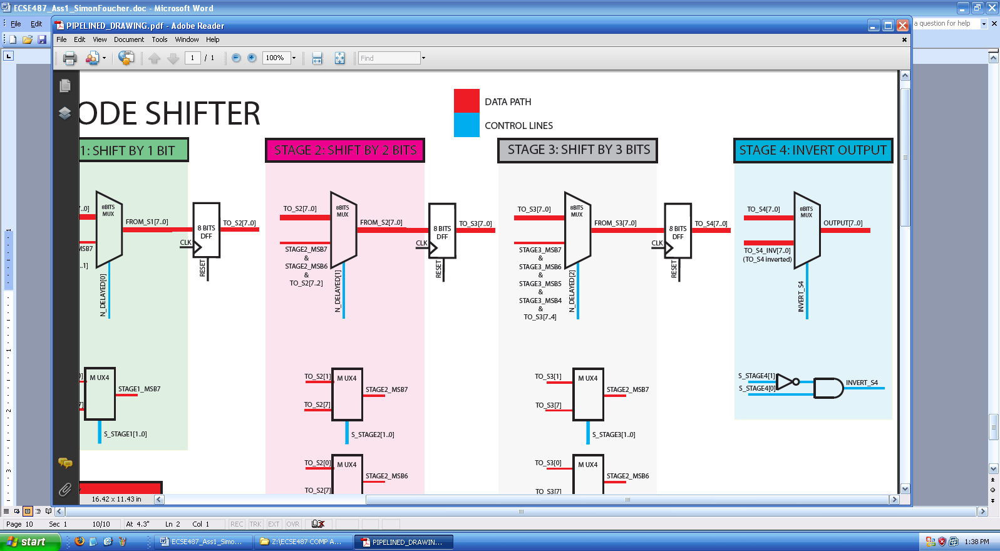 ECSE487_Ass1_SimonFoucher.doc - Microsoft Word
File Edit
a question for help
PIPELINED_DRAWING.pdf - Adobe Reader
File Edit View Document Tools Window Help
1 / 1
100%
Find
ODE SHIFTER
DATA PATH
CONTROL LINES
1: SHIFT BY 1 BIT
8BITS
MUX
FROM_S1[7..0]
MSB7
..1]
N_DELAYED[0]
8 BITS
DFF
CLK
RESET
TO_S2[7..0]
M UX4
STAGE1_MSB7
S_STAGE1[1..0]
STAGE 2: SHIFT BY 2 BITS
TO_S2[7..0]
8BITS
MUX
FROM_S2[7..0]
STAGE2_MSB7
&
STAGE2_MSB6
&
TO_S2[7..2]
N_DELAYED[1]
8 BITS
DFF
CLK
RESET
TO_S3[7..0]
TO_S2[1]
M UX4
STAGE2_MSB7
TO_S2[7]
S_STAGE2[1..0]
TO_S2[0]
M UX4
STAGE2_MSB6
TO_S2[7]
STAGE 3: SHIFT BY 3 BITS
TO_S3[7..0]
8BITS
MUX
FROM_S3[7..0]
STAGE3_MSB7
&
STAGE3_MSB6
&
STAGE3_MSB5
&
STAGE3_MSB4
&
TO_S3[7..4]
N_DELAYED[2]
8 BITS
DFF
CLK
RESET
TO_S4[7..0]
TO_S3[1]
M UX4
STAGE2_MSB7
TO_S3[7]
S_STAGE3[1..0]
TO_S3[0]
M UX4
STAGE2_MSB6
TO_S3[7]
STAGE 4: INVERT OUTPUT
TO_S4[7..0]
8BITS
MUX
OUTPUT[7..0]
TO_S4_INV[7..0]
(TO_S4 inverted)
INVERT_S4
S_STAGE4[1]
S_STAGE4[0]
INVERT_S4
16.42 x 11.43 in
Page 10 Sec 1 10/10 At 4.3" Ln 2 Col 1 REC TRK EXT OVR
start
ECSE487_Ass1_Simo...
Z:\ECSE487 COMP A...
PIPELINED_DRAWIN...
1:38 PM